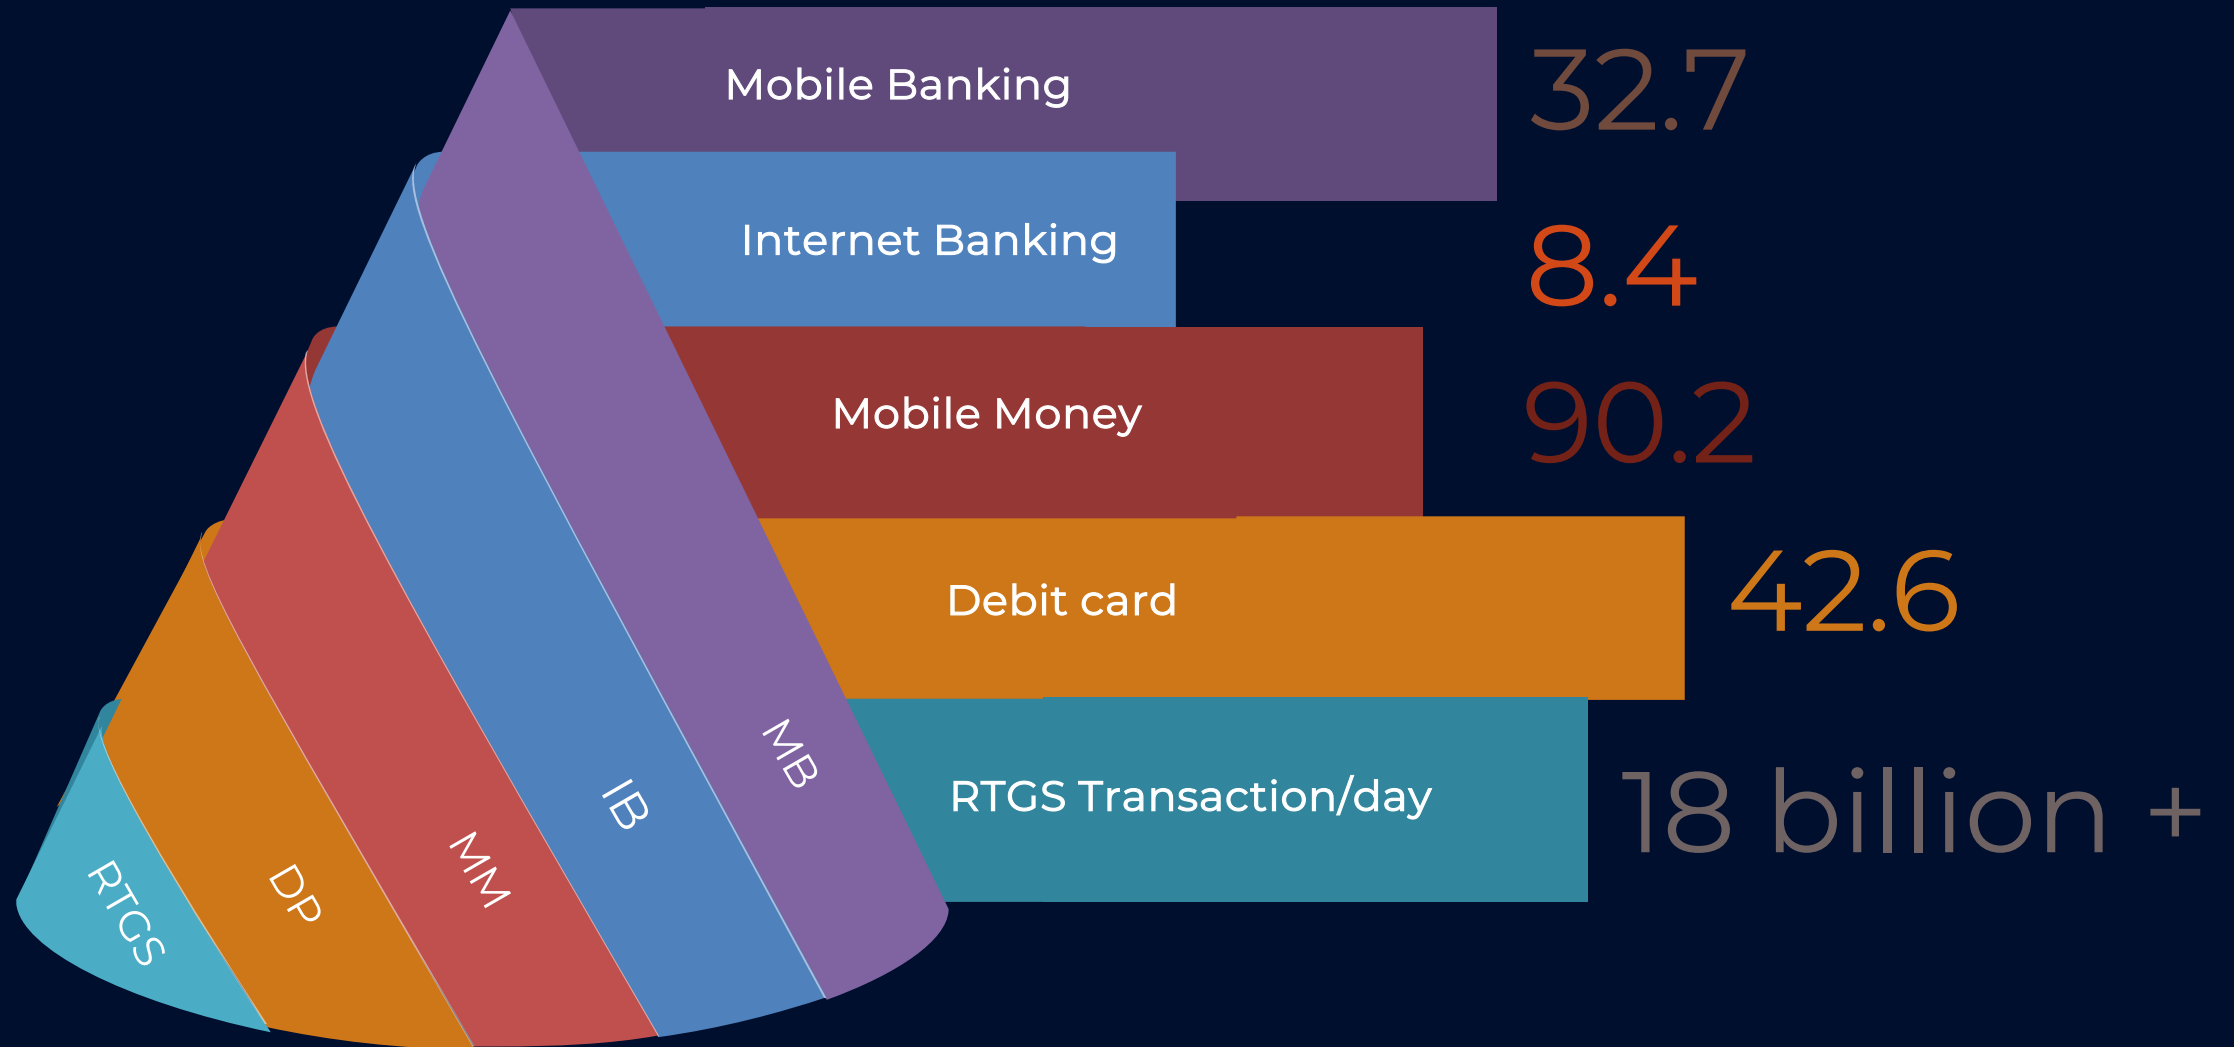 Mobile Banking
32.7
Internet Banking
8.4
Mobile Money
90.2
Debit card
42.6
RTGS Transaction/day
18 billion +
RTGS
DP
MM
IB
MB